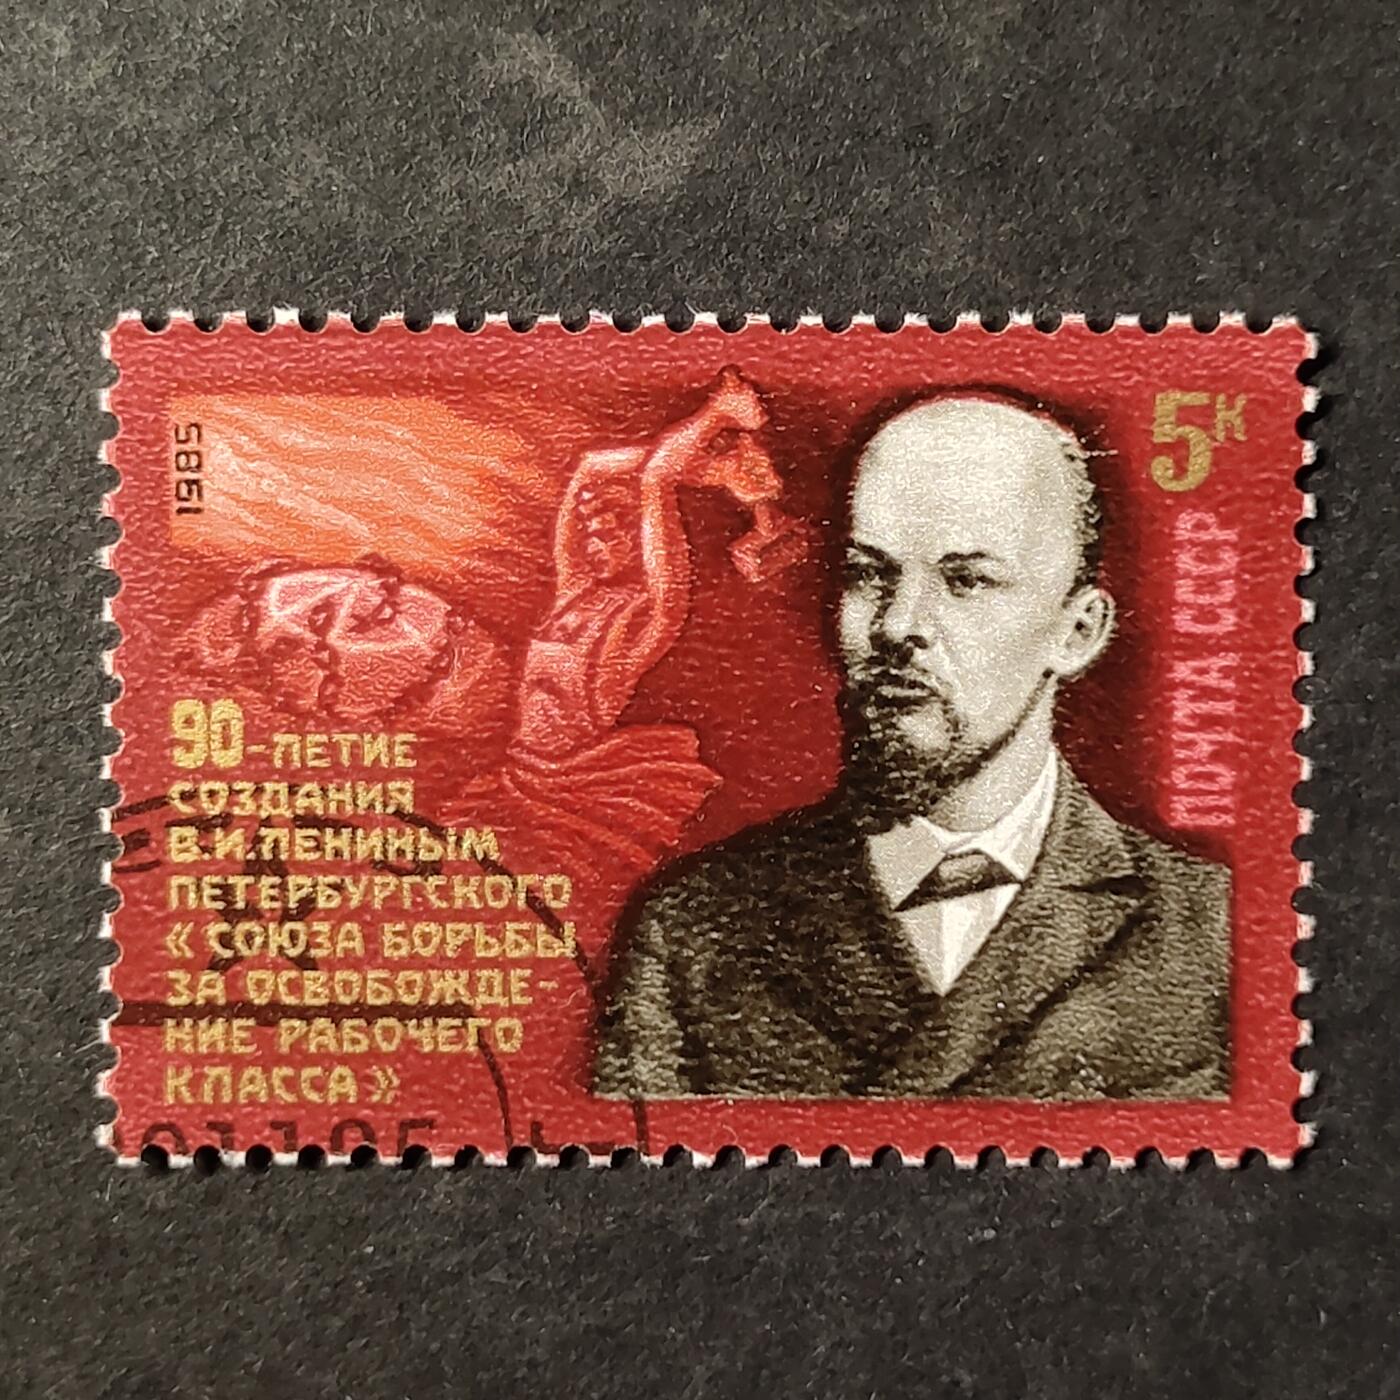 1985
5к
ПОЧТА СССР
90-ЛЕТИЕ
СОЗДАНИЯ
В.И.ЛЕНИНЫМ
ПЕТЕРБУРГСКОГО
«СОЮЗА БОРЬБЫ
ЗА ОСВОБОЖДЕ-
НИЕ РАБОЧЕГО
КЛАССА»